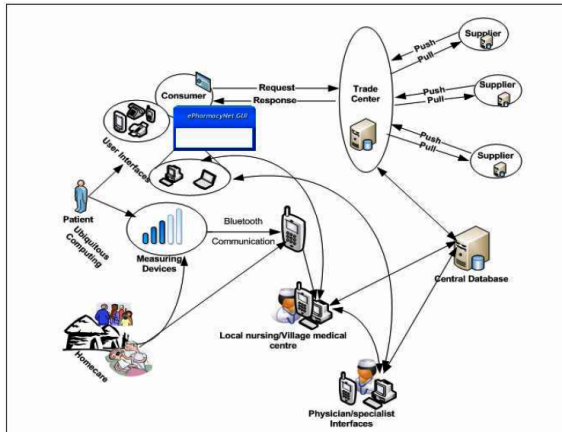 Supplier
Push
Pull
Consumer
Request
Trade
Center
Response
Push
Pull
Supplier
ePharmacyNet GUI
User Interfaces
Push
Pull
Supplier
Patient
Ubiquitous
Computing
Bluetooth
Communication
Measuring
Devices
Central Database
Homecare
Local nursing/Village medical
centre
Physician/specialist
Interfaces